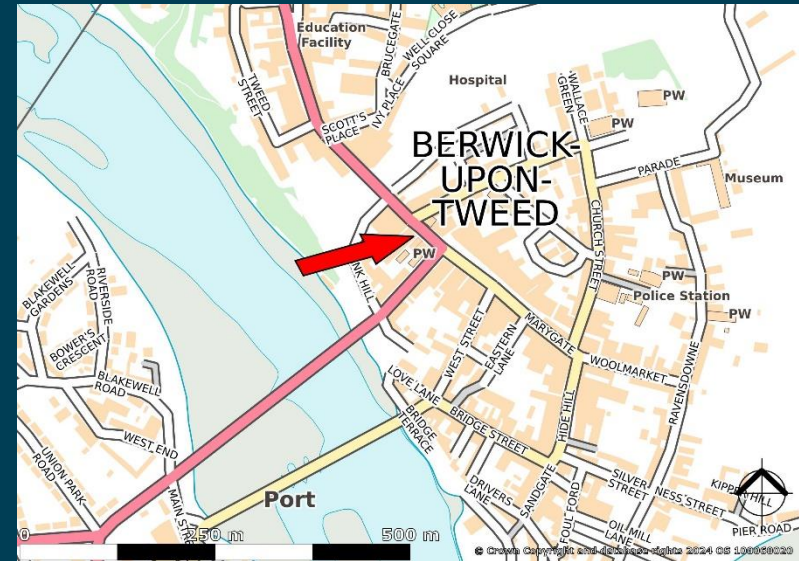 Education
Facility
BRUCEGATE
WELL-CLOSE
SQUARE
TWEED
STREET
SCOTT'S
PLACE
IVY PLACE
Hospital
WALLACE
GREEN
PW
PW
BERWICK-
UPON-
TWEED
PARADE
Museum
CHURCH STREET
PW
NK HILL
PW
Police Station
PW
BLAKEWELL
GARDENS
RIVERSIDE
ROAD
BOWER'S
CRESCENT
BLAKEWELL
ROAD
WEST END
UNION PARK
ROAD
MAIN STRE
MARYGATE
WOOLMARKET
RAVENSDOWNE
WEST STREET
EASTERN
LANE
LOVE LANE
BRIDGE
TERRACE
BRIDGE STREET
HIDE HILL
SANDGATE
DRIVERS
LANE
FOUL FORD
SILVER
STREET
NESS STREET
KIPPER HILL
OIL MILL
LANE
PIER ROAD
Port
0
250 m
500 m
© Crown Copyright and database rights 2024 OS 100060020